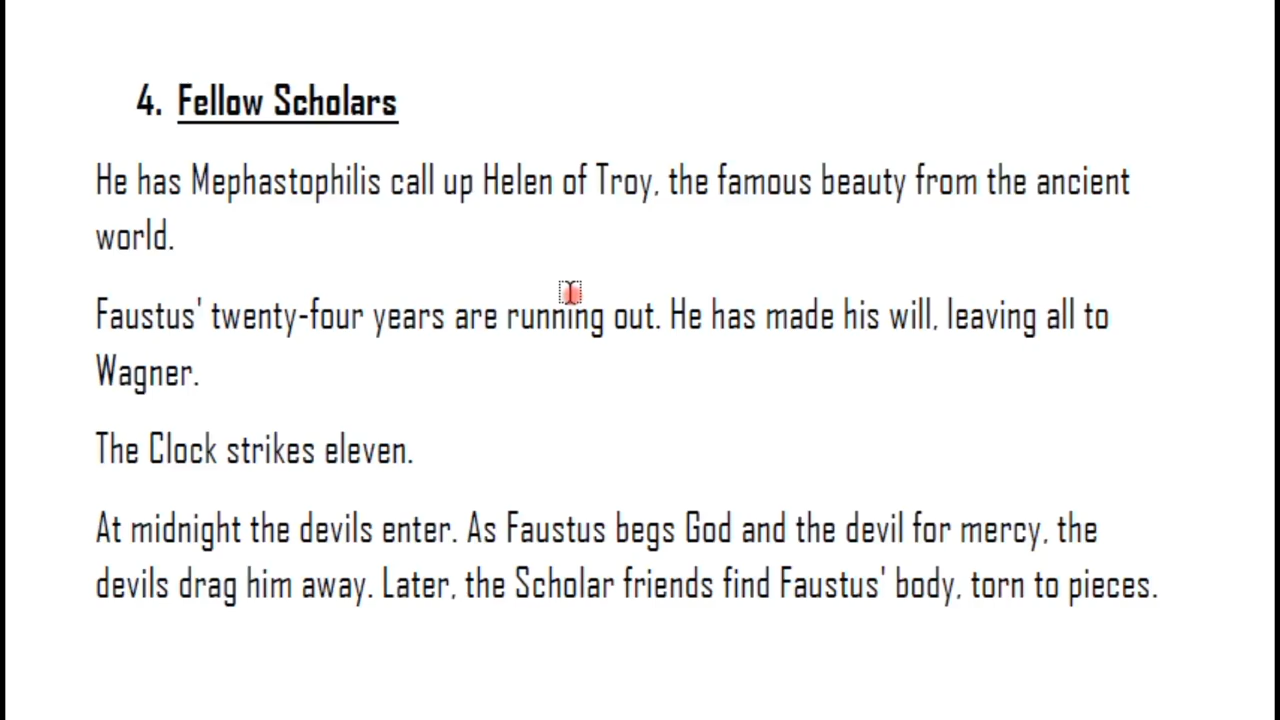 4. Fellow Scholars
He has Mephastophilis call up Helen of Troy, the famous beauty from the ancient
world.
Faustus' twenty-four years are running out. He has made his will, leaving all to
Wagner.
The Clock strikes eleven.
At midnight the devils enter. As Faustus begs God and the devil for mercy, the
devils drag him away. Later, the Scholar friends find Faustus' body, torn to pieces.